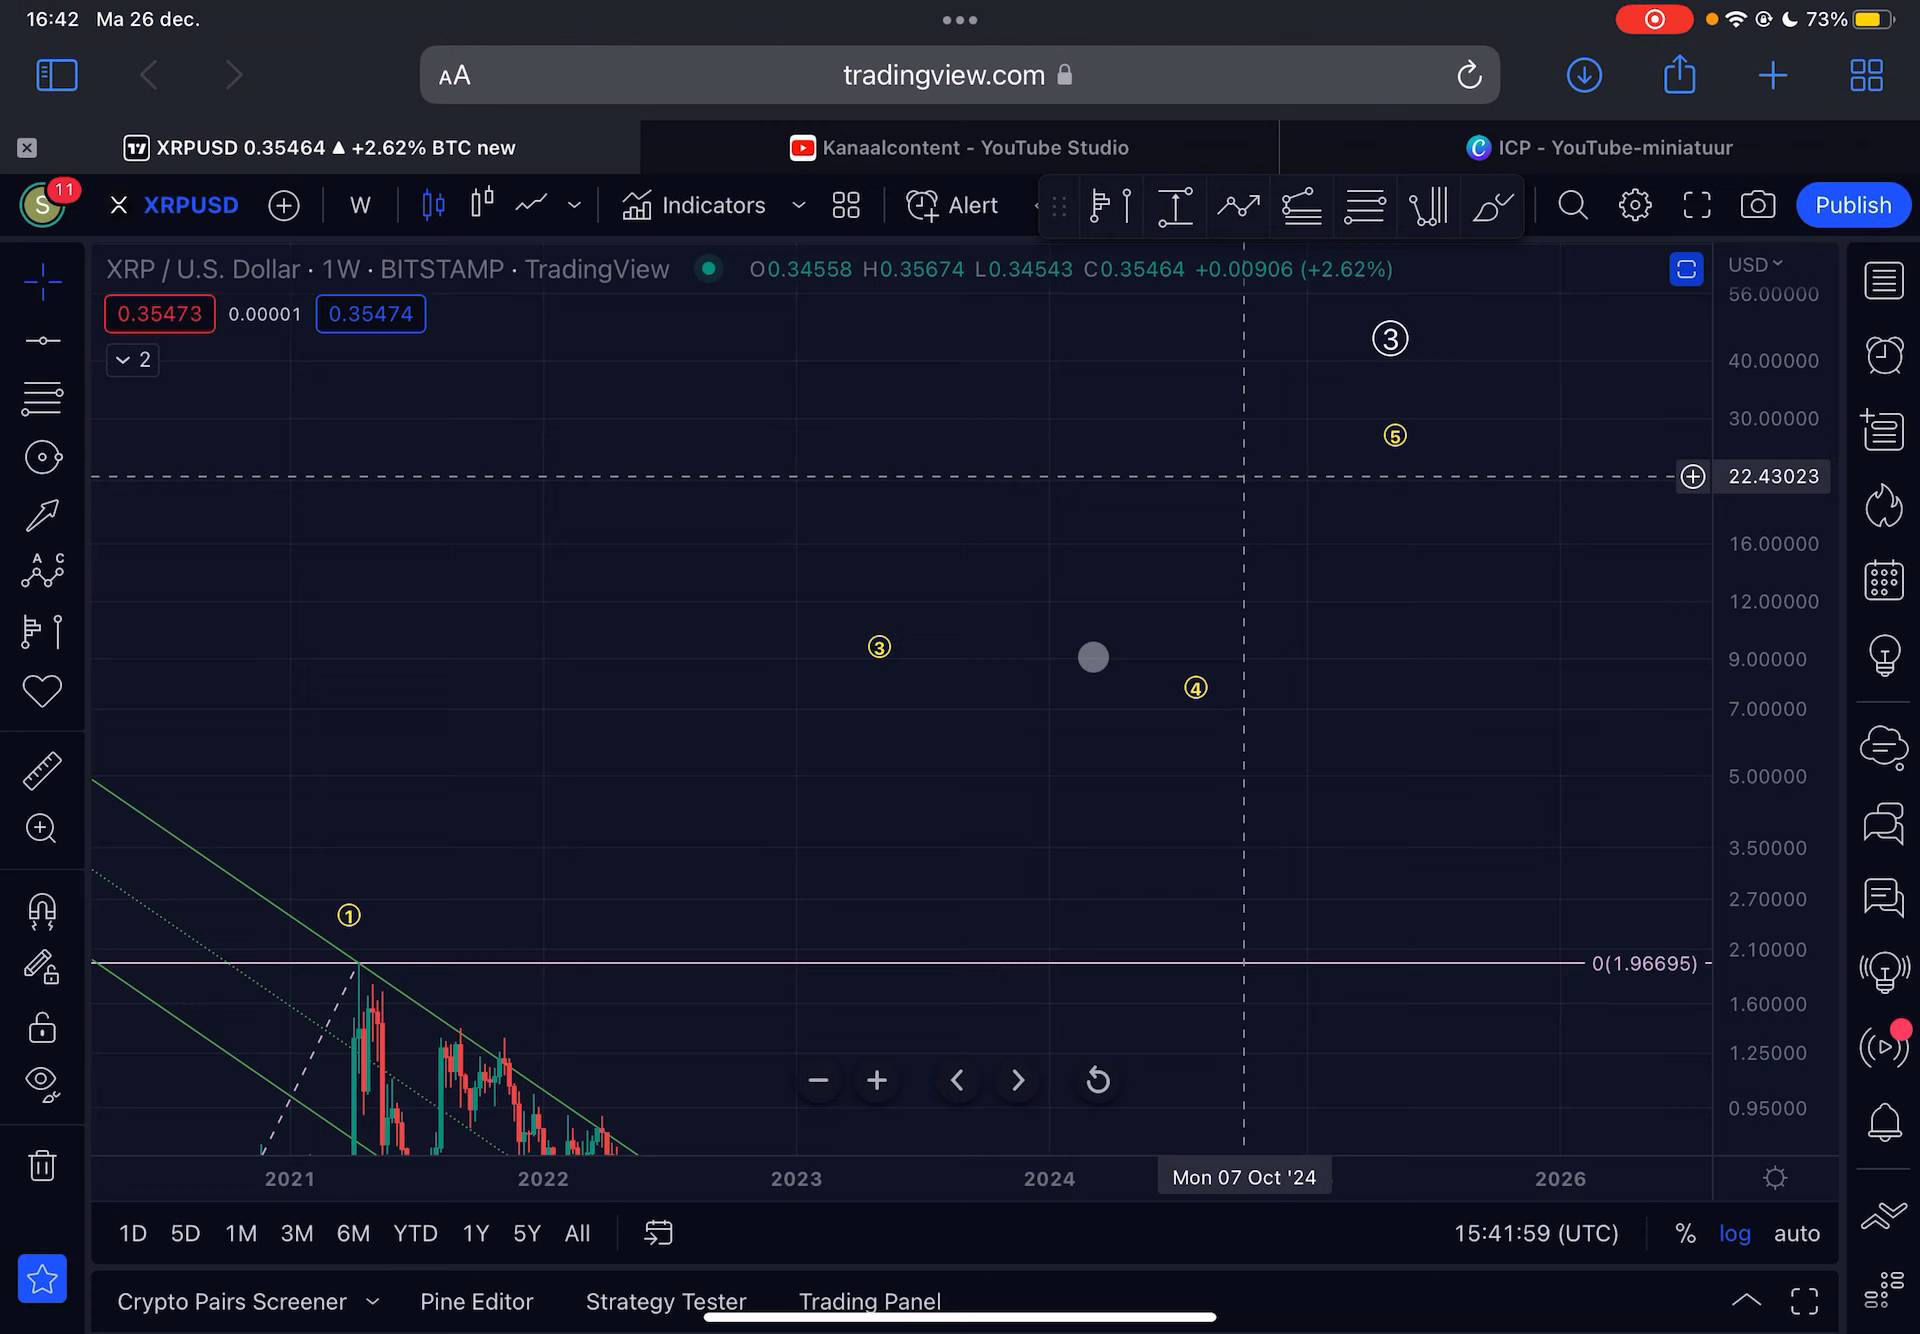 16:42 Ma 26 dec. 73%
AA tradingview.com
XRPUSD 0.35464 ▲ +2.62% BTC new Kanaalcontent - YouTube Studio ICP - YouTube-miniatuur
S 11 XRPUSD W Indicators Alert Publish
XRP / U.S. Dollar · 1W · BITSTAMP · TradingView O0.34558 H0.35674 L0.34543 C0.35464 +0.00906 (+2.62%) USD
56.00000
0.35473 0.00001 0.35474
③
2 40.00000
30.00000
⑤
22.43023
16.00000
A C
12.00000
③ 9.00000
④
7.00000
5.00000
3.50000
2.70000
①
2.10000
0(1.96695)
1.60000
1.25000
0.95000
2021 2022 2023 2024 Mon 07 Oct '24 2026
1D 5D 1M 3M 6M YTD 1Y 5Y All 15:41:59 (UTC) % log auto
Crypto Pairs Screener Pine Editor Strategy Tester Trading Panel